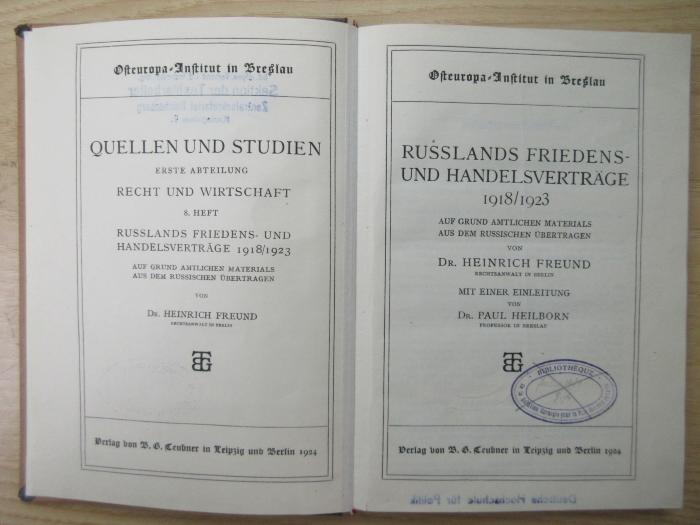 Osteuropa-Institut in Breslau
QUELLEN UND STUDIEN
ERSTE ABTEILUNG
RECHT UND WIRTSCHAFT
8. HEFT
RUSSLANDS FRIEDENS- UND
HANDELSVERTRÄGE 1918/1923
AUF GRUND AMTLICHEN MATERIALS
AUS DEM RUSSISCHEN ÜBERTRAGEN
VON
DR. HEINRICH FREUND
RECHTSANWALT IN BERLIN
Verlag von B. G. Teubner in Leipzig und Berlin 1924
Osteuropa-Institut in Breslau
RUSSLANDS FRIEDENS-
UND HANDELSVERTRÄGE
1918/1923
AUF GRUND AMTLICHEN MATERIALS
AUS DEM RUSSISCHEN ÜBERTRAGEN
VON
DR. HEINRICH FREUND
RECHTSANWALT IN BERLIN
MIT EINER EINLEITUNG
VON
DR. PAUL HEILBORN
PROFESSOR IN BRESLAU
BIBLIOTHÈQUE
Verlag von B. G. Teubner in Leipzig und Berlin 1924
Deutsche Hochschule für Politik